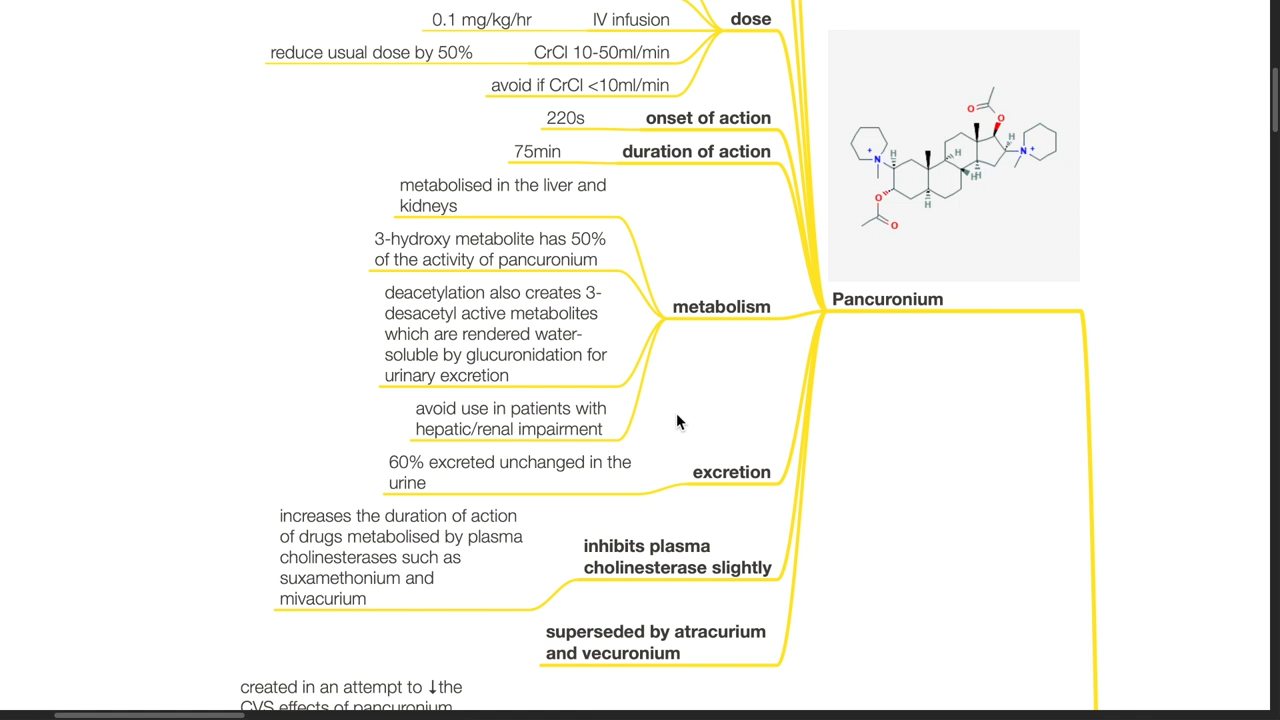 0.1 mg/kg/hr IV infusion dose
reduce usual dose by 50% CrCl 10-50ml/min
avoid if CrCl <10ml/min
220s onset of action
75min duration of action
metabolised in the liver and
kidneys
3-hydroxy metabolite has 50%
of the activity of pancuronium
deacetylation also creates 3-
desacetyl active metabolites
which are rendered water-
soluble by glucuronidation for
urinary excretion
avoid use in patients with
hepatic/renal impairment
metabolism
60% excreted unchanged in the
urine
excretion
increases the duration of action
of drugs metabolised by plasma
cholinesterases such as
suxamethonium and
mivacurium
inhibits plasma
cholinesterase slightly
superseded by atracurium
and vecuronium
created in an attempt to ↓the
CVS effects of pancuronium
O
O
H
N+
H
H
H
H
N+
H
O
O
Pancuronium